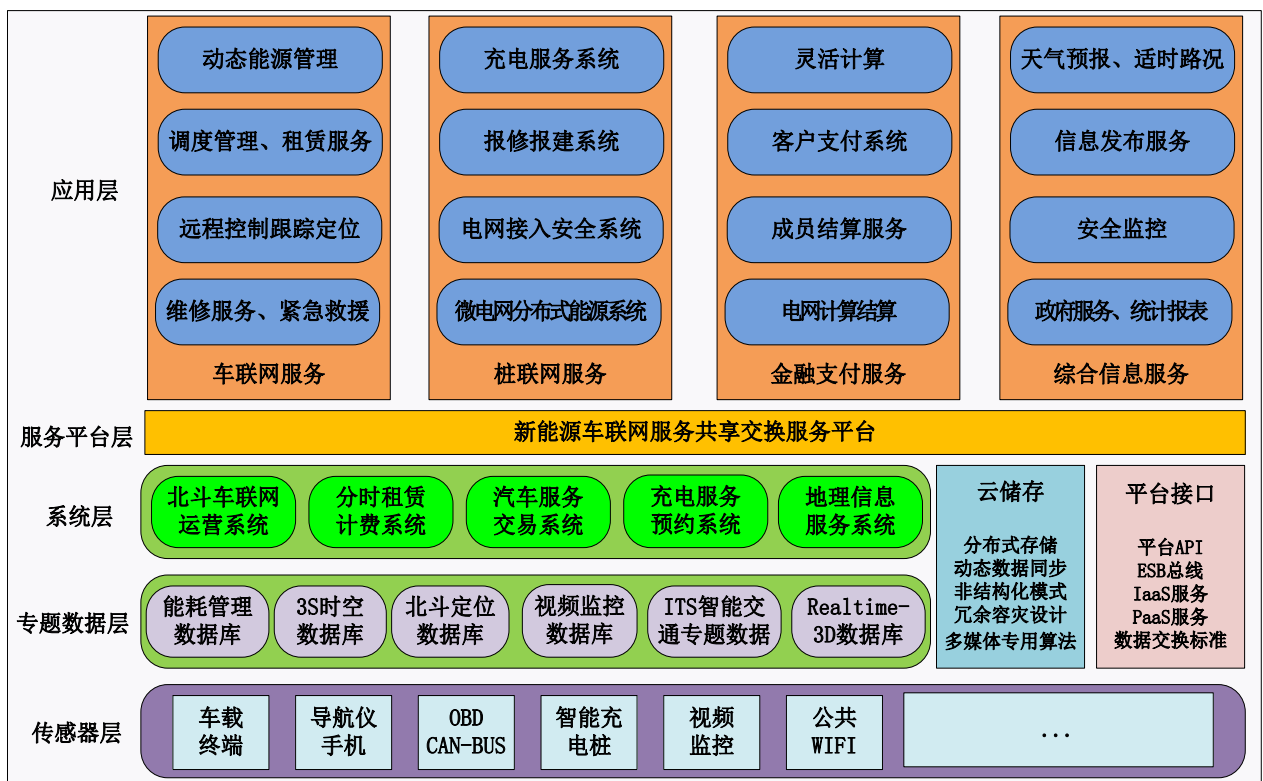 应用层
动态能源管理
调度管理、租赁服务
远程控制跟踪定位
维修服务、紧急救援
车联网服务
充电服务系统
报修报建系统
电网接入安全系统
微电网分布式能源系统
桩联网服务
灵活计算
客户支付系统
成员结算服务
电网计算结算
金融支付服务
天气预报、适时路况
信息发布服务
安全监控
政府服务、统计报表
综合信息服务
服务平台层
新能源车联网服务共享交换服务平台
系统层
北斗车联网
运营系统
分时租赁
计费系统
汽车服务
交易系统
充电服务
预约系统
地理信息
服务系统
专题数据层
能耗管理
数据库
3S时空
数据库
北斗定位
数据库
视频监控
数据库
ITS智能交
通专题数据
Realtime-
3D数据库
云储存
分布式存储
动态数据同步
非结构化模式
冗余容灾设计
多媒体专用算法
平台接口
平台API
ESB总线
IaaS服务
PaaS服务
数据交换标准
传感器层
车载
终端
导航仪
手机
OBD
CAN-BUS
智能充
电桩
视频
监控
公共
WIFI
...